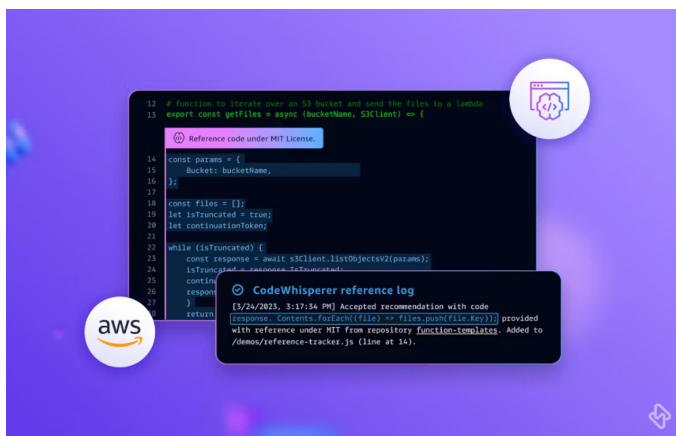 12 # function to iterate over an S3 bucket and send the files to a lambda
13 export const getFiles = async (bucketName, S3Client) => {
Reference code under MIT License.
14 const params = {
15 Bucket: bucketName,
16 };
17
18 const files = [];
19 let isTruncated = true;
20 let continuationToken;
21
22 while (isTruncated) {
23 const response = await s3Client.listObjectsV2(params);
24 isTruncated = response.IsTruncated;
25 continu
26 respons
27 }
28 return
CodeWhisperer reference log
[3/24/2023, 3:17:34 PM] Accepted recommendation with code
response. Contents.forEach((file) => files.push(file.Key)); provided
with reference under MIT from repository function-templates. Added to
/demos/reference-tracker.js (line at 14).
aws